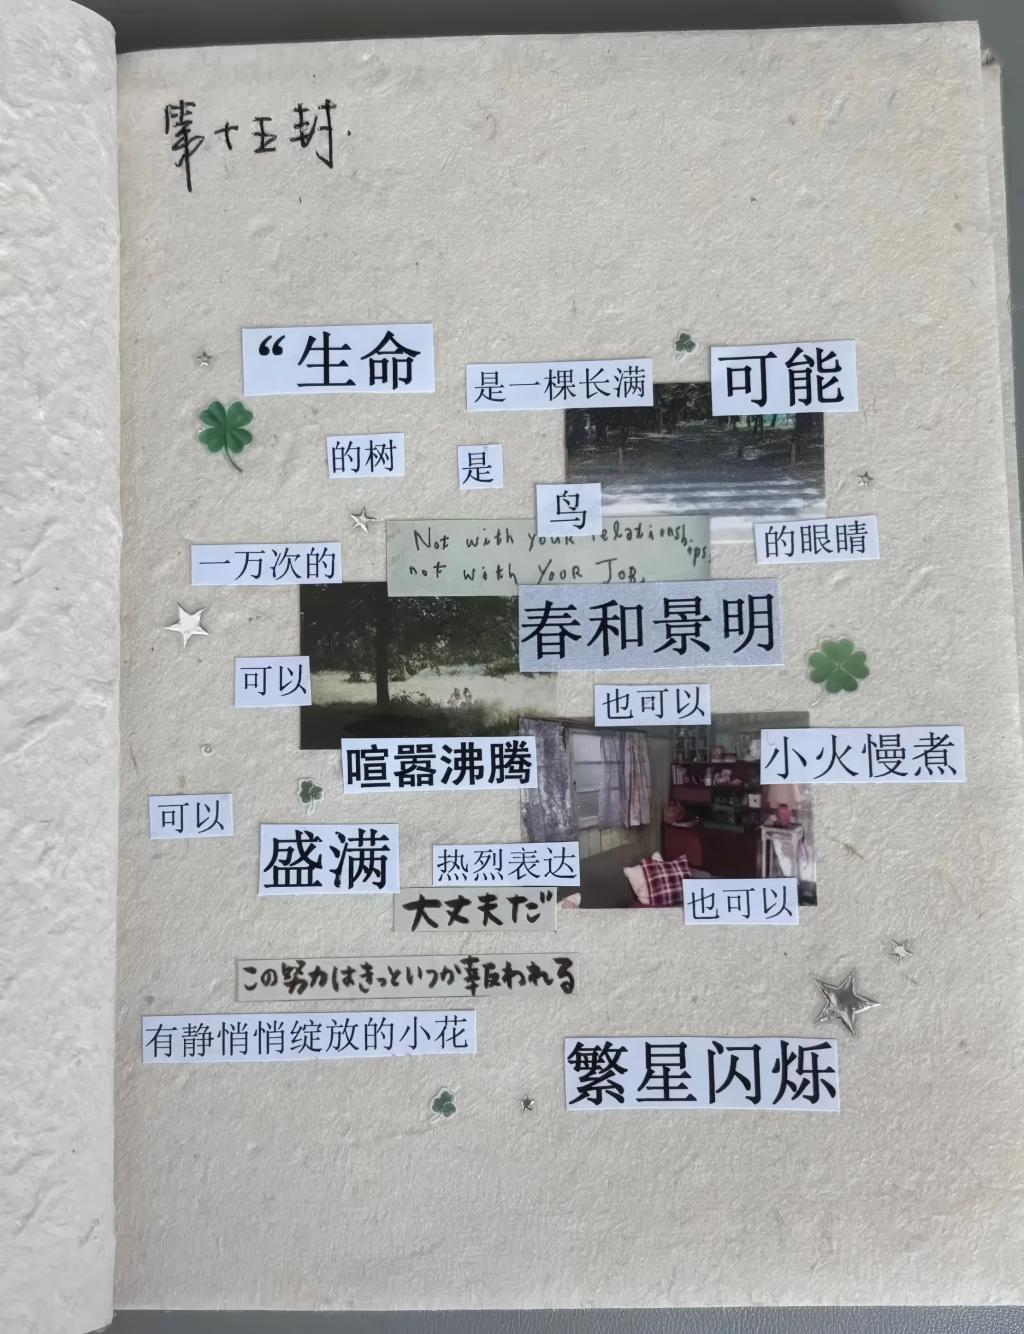 第十五封.
“生命 是一棵长满 可能
的树 是 鸟 的眼睛
Not with your relationships.
not with YOUR JOB.
一万次的 春和景明
可以 也可以
喧嚣沸腾 小火慢煮
可以 盛满 热烈表达 也可以
大丈夫だ
この努力はきっといつか報われる
有静悄悄绽放的小花
繁星闪烁